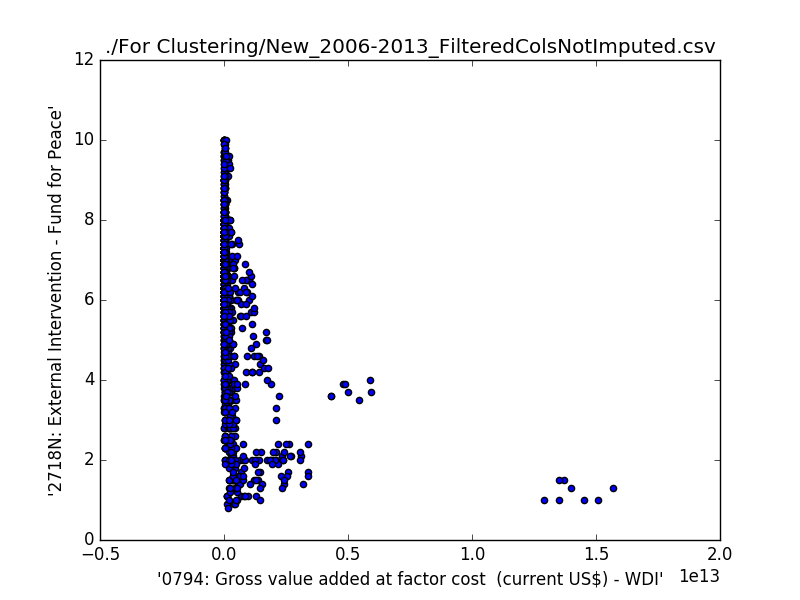 ./For Clustering/New_2006-2013_FilteredColsNotImputed.csv
12
10
8
6
4
2
0
'2718N: External Intervention - Fund for Peace'
−0.5 0.0 0.5 1.0 1.5 2.0
1e13
'0794: Gross value added at factor cost  (current US$) - WDI'